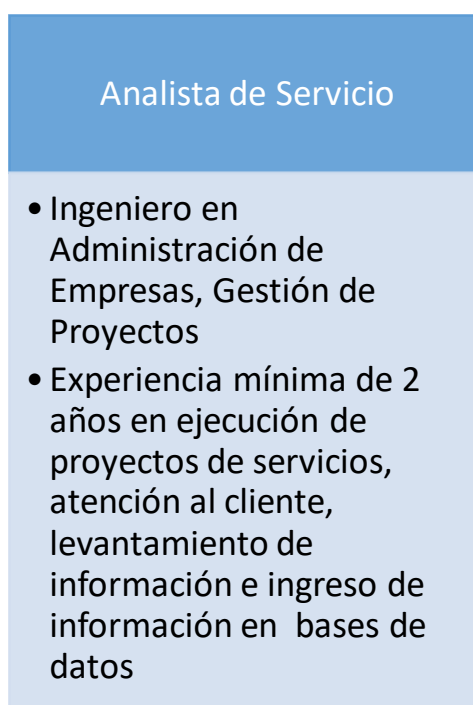 Analista de Servicio
• Ingeniero en
Administración de
Empresas, Gestión de
Proyectos
• Experiencia mínima de 2
años en ejecución de
proyectos de servicios,
atención al cliente,
levantamiento de
información e ingreso de
información en  bases de
datos